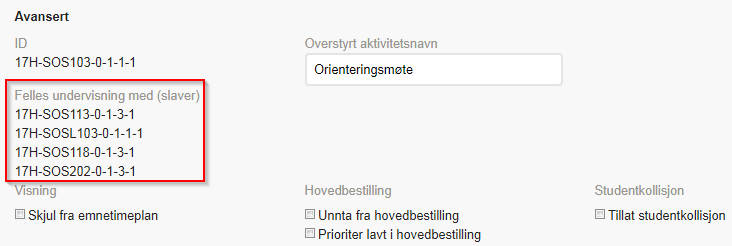 Avansert
ID
17H-SOS103-0-1-1-1
Overstyrt aktivitetsnavn
Orienteringsmøte
Felles undervisning med (slaver)
17H-SOS113-0-1-3-1
17H-SOSL103-0-1-1-1
17H-SOS118-0-1-3-1
17H-SOS202-0-1-3-1
Visning
Skjul fra emnetimeplan
Hovedbestilling
Unnta fra hovedbestilling
Prioriter lavt i hovedbestilling
Studentkollisjon
Tillat studentkollisjon